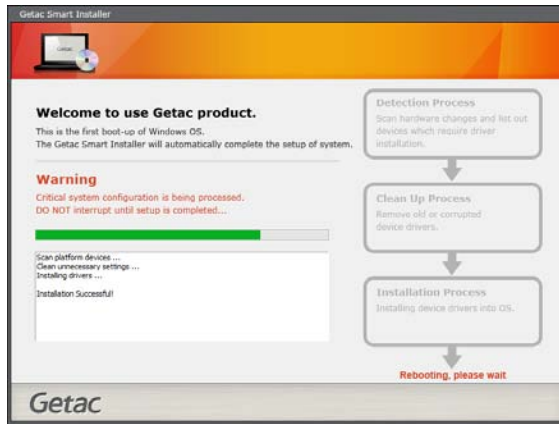 Getac Smart Installer
Getac
Welcome to use Getac product.
This is the first boot-up of Windows OS.
The Getac Smart Installer will automatically complete the setup of system.
Warning
Critical system configuration is being processed.
DO NOT interrupt until setup is completed...
Scan platform devices ...
Clean unnecessary settings ...
Installing drivers ...
Installation Successful!
Detection Process
Scan hardware changes and list out
devices which require driver
installation.
Clean Up Process
Remove old or corrupted
device drivers.
Installation Process
Installing device drivers into OS.
Rebooting, please wait
Getac